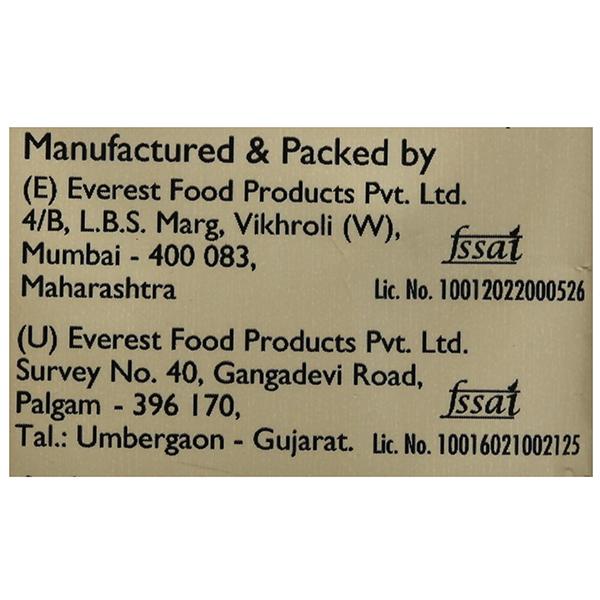 Manufactured & Packed by
(E) Everest Food Products Pvt. Ltd.
4/B, L.B.S. Marg, Vikhroli (W),
Mumbai - 400 083,
Maharashtra
fssai
Lic. No. 10012022000526
(U) Everest Food Products Pvt. Ltd.
Survey No. 40, Gangadevi Road,
Palgam - 396 170,
Tal.: Umbergaon - Gujarat.
fssai
Lic. No. 10016021002125